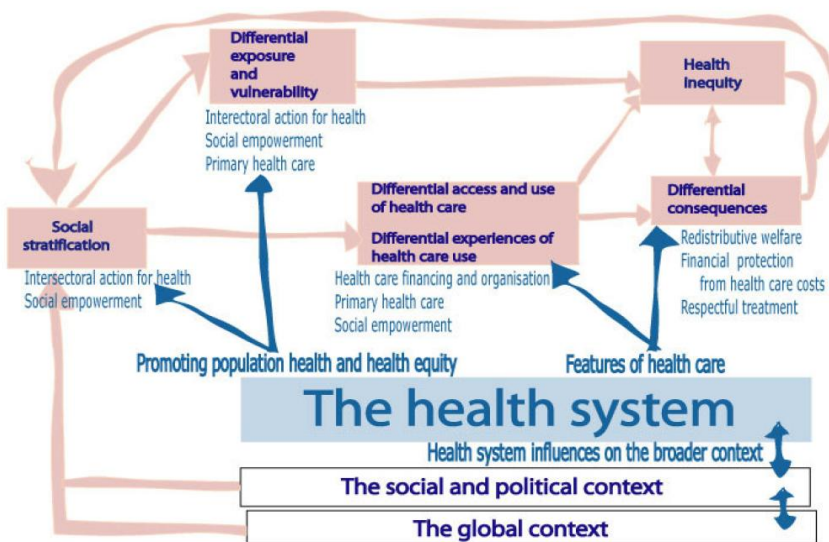 Differential
exposure
and
vulnerability
Health
inequity
Interectoral action for health
Social empowerment
Primary health care
Social
stratification
Differential access and use
of health care
Differential experiences of
health care use
Differential
consequences
Intersectoral action for health
Social empowerment
Health care financing and organisation
Primary health care
Social empowerment
Redistributive welfare
Financial protection
from health care costs
Respectful treatment
Promoting population health and health equity
Features of health care
The health system
Health system influences on the broader context
The social and political context
The global context